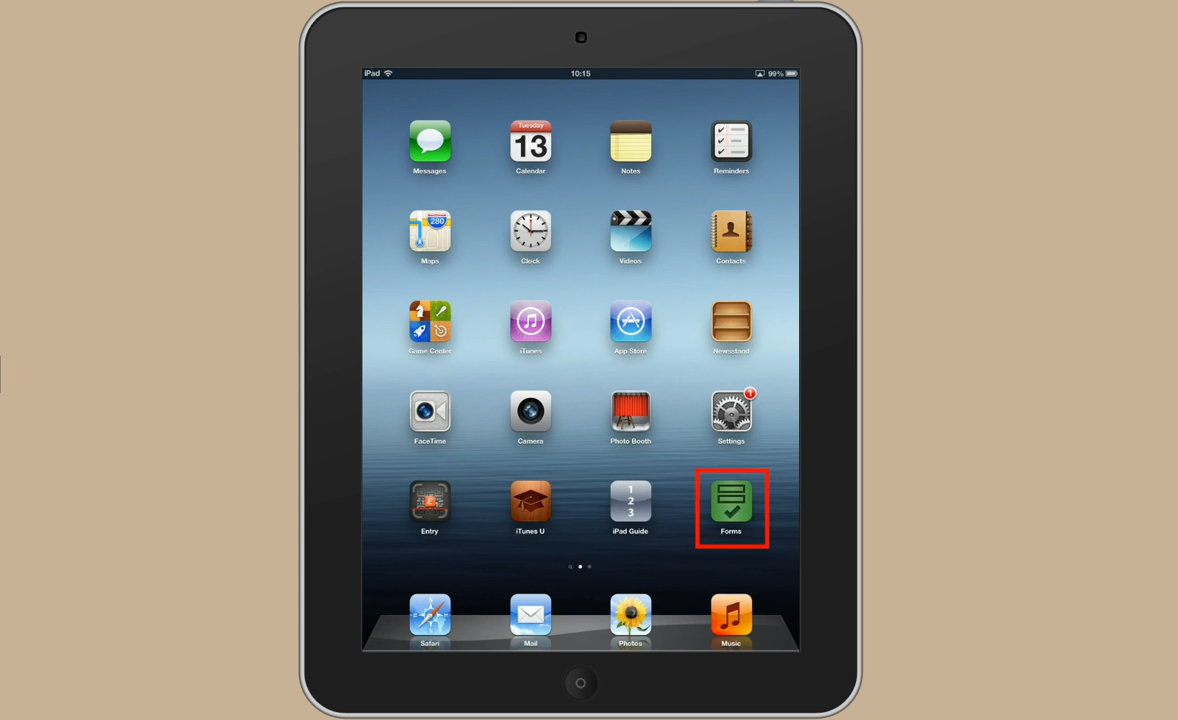 iPad 10:15 99%
Tuesday
13
Messages Calendar Notes Reminders
280
Maps Clock Videos Contacts
Game Center iTunes App Store Newsstand
1
FaceTime Camera Photo Booth Settings
E
1
2
3
Entry iTunes U iPad Guide Forms
Safari Mail Photos Music